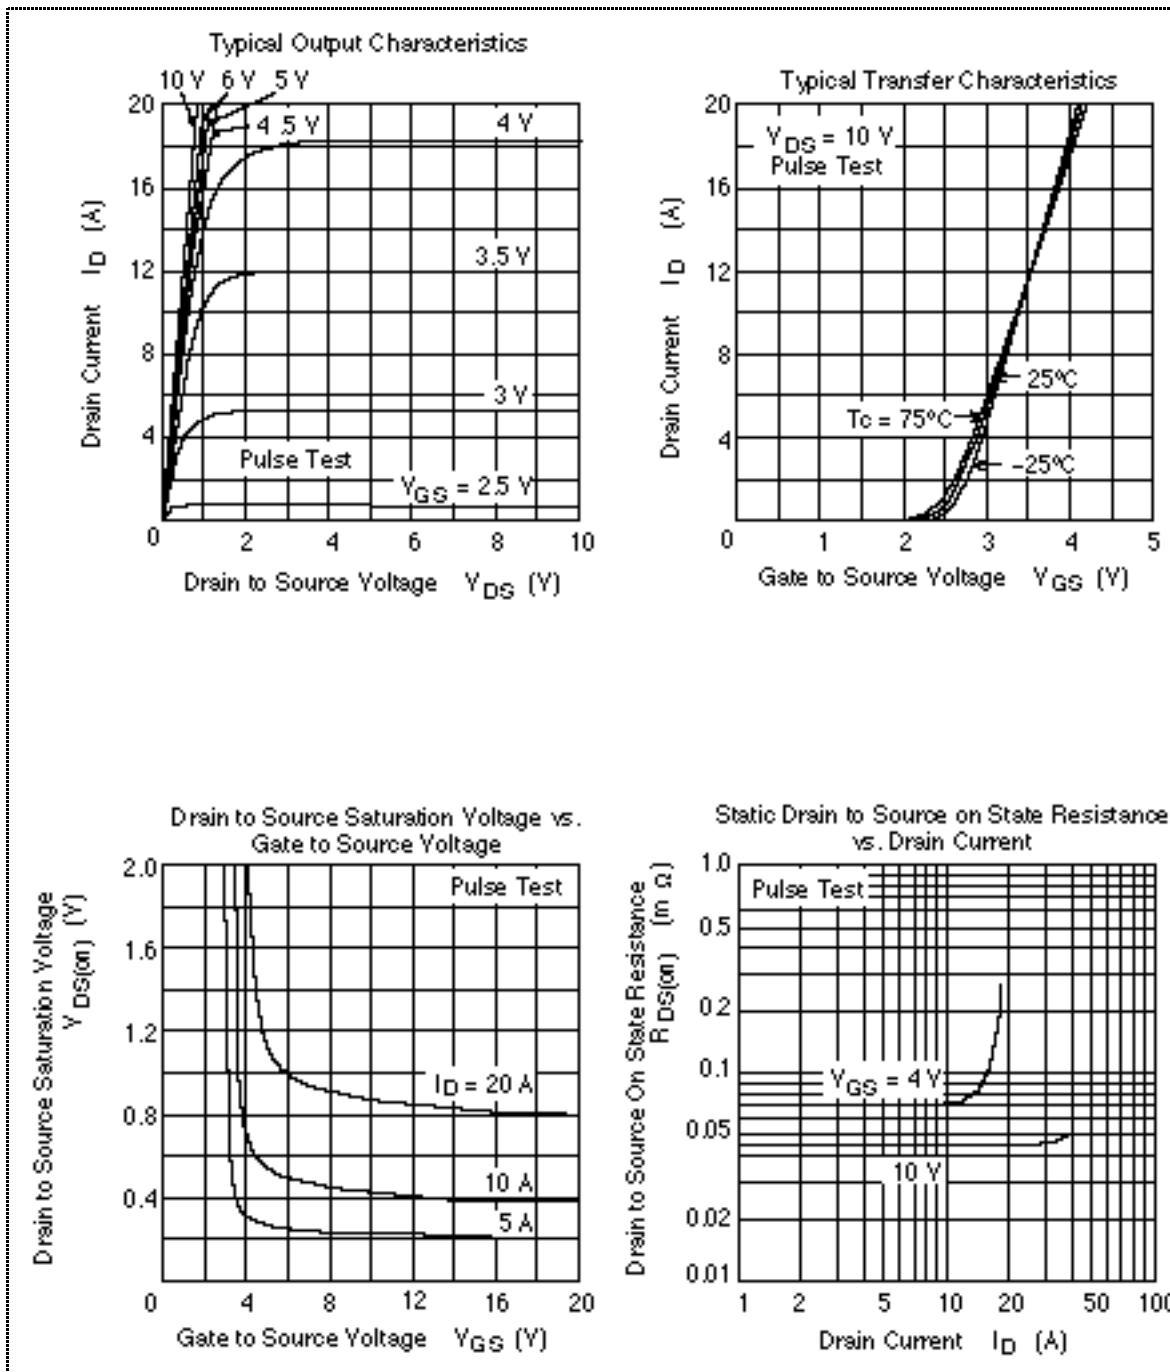 Typical Output Characteristics
10 V 6 V 5 V
4 .5 V
4 V
3.5 V
3 V
Pulse Test
VGS = 2.5 V
20
16
12
8
4
0 2 4 6 8 10
Drain Current ID (A)
Drain to Source Voltage VDS (V)
Typical Transfer Characteristics
VDS = 10 V
Pulse Test
25°C
Tc = 75°C
–25°C
20
16
12
8
4
0 1 2 3 4 5
Drain Current ID (A)
Gate to Source Voltage VGS (V)
Drain to Source Saturation Voltage vs.
Gate to Source Voltage
Pulse Test
ID = 20 A
10 A
5 A
2.0
1.6
1.2
0.8
0.4
0 4 8 12 16 20
Drain to Source Saturation Voltage
VDS(on) (V)
Gate to Source Voltage VGS (V)
Static Drain to Source on State Resistance
vs. Drain Current
Pulse Test
VGS = 4 V
10 V
1.0
0.5
0.2
0.1
0.05
0.02
0.01
1 2 5 10 20 50 100
Drain to Source On State Resistance
RDS(on) (m Ω)
Drain Current ID (A)